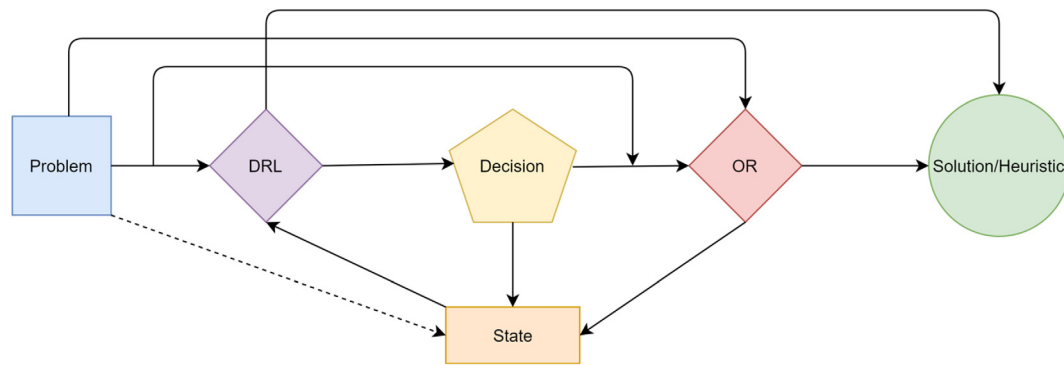 Problem
DRL
Decision
OR
Solution/Heuristic
State